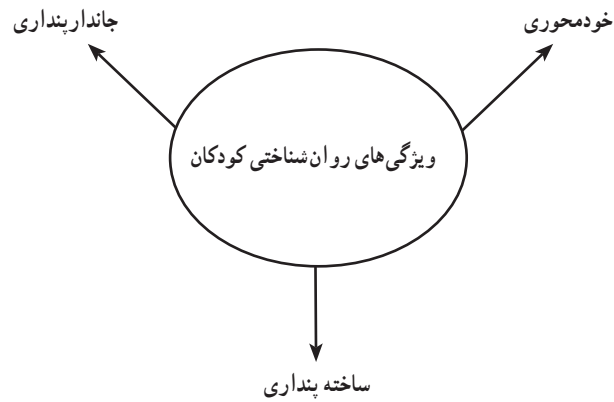 خودمحوری
جاندارپنداری
ویژگی‌های روان‌شناختی کودکان
ساخته پنداری